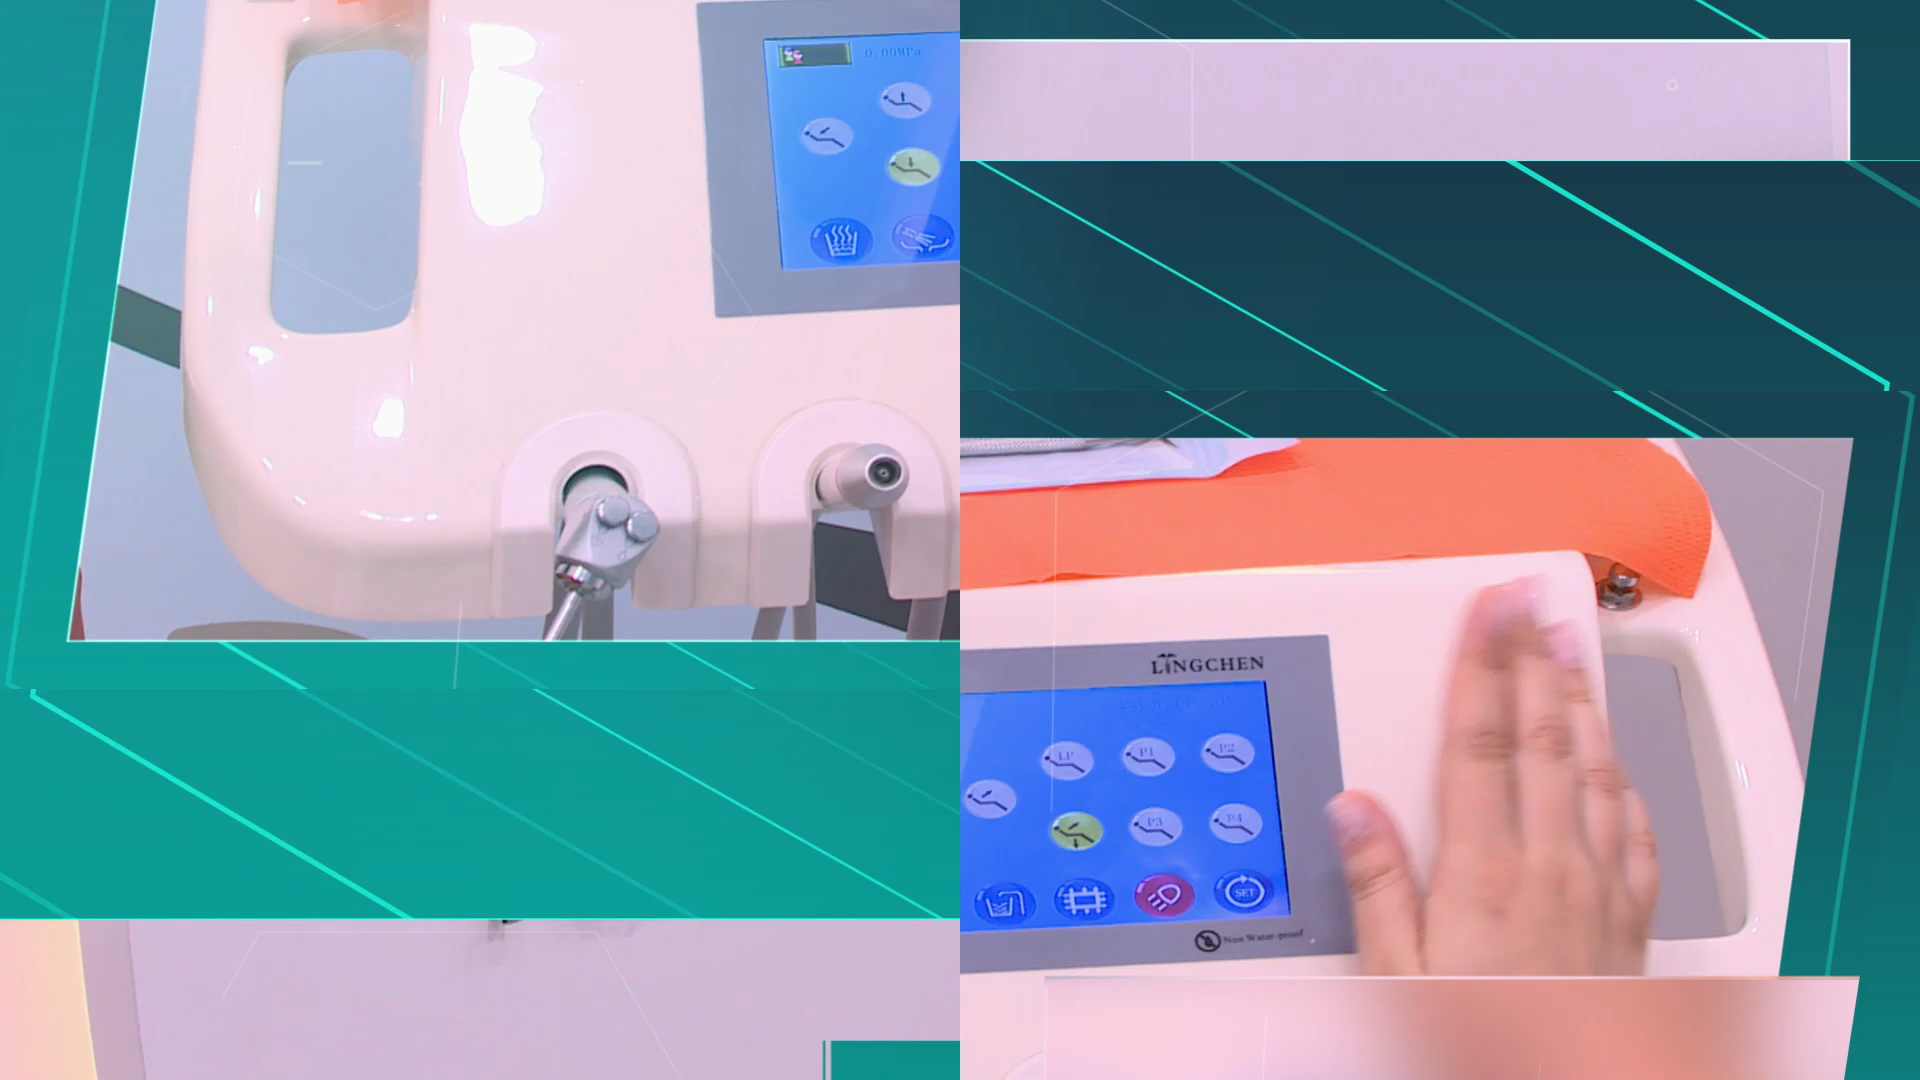 0.00MPa
LINGCHEN
LP
P1
P2
P3
P4
SET
Non Water-proof